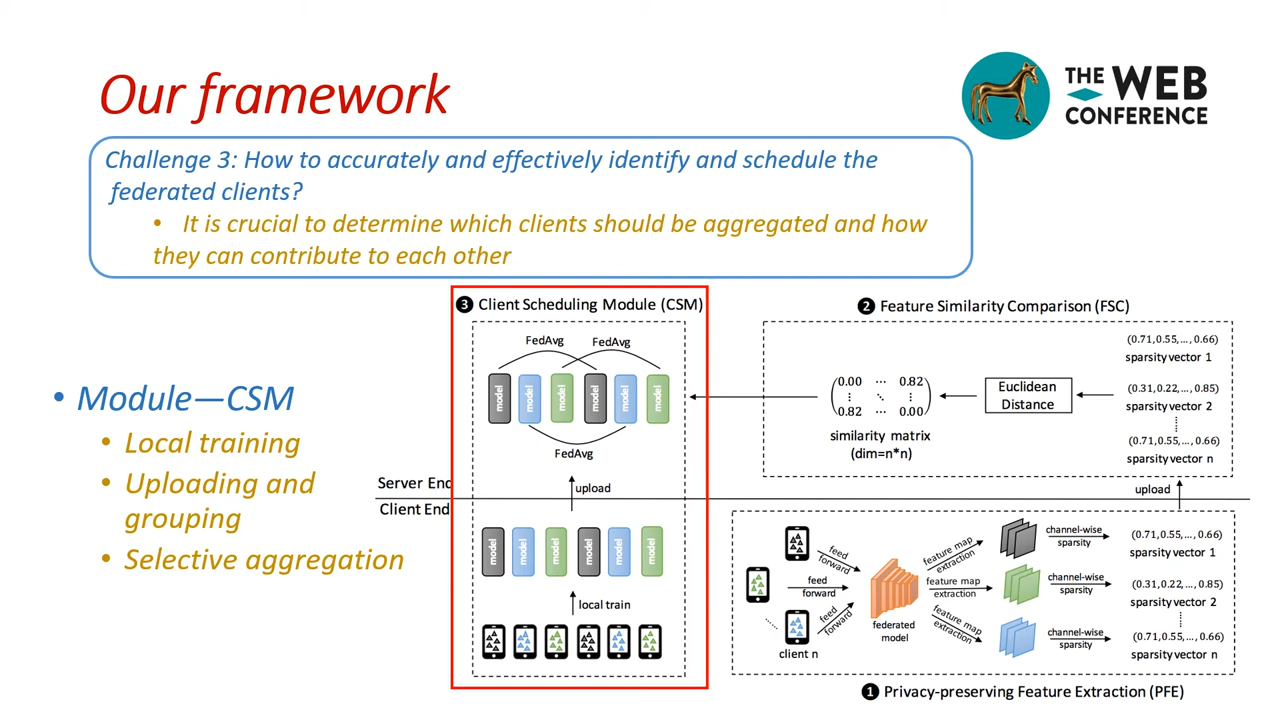 Our framework
THE WEB
CONFERENCE
Challenge 3: How to accurately and effectively identify and schedule the
federated clients?
• It is crucial to determine which clients should be aggregated and how
they can contribute to each other
• Module—CSM
• Local training
• Uploading and
grouping
• Selective aggregation
❸ Client Scheduling Module (CSM)
FedAvg FedAvg
model model model model model model
FedAvg
Server End
upload
Client End
model model model model model model
local train
❷ Feature Similarity Comparison (FSC)
(0.71,0.55,…, 0.66)
sparsity vector 1
0.00 ⋯ 0.82
⋮ ⋱ ⋮
0.82 ⋯ 0.00
Euclidean
Distance
(0.31,0.22,…, 0.85)
sparsity vector 2
similarity matrix
(dim=n*n)
(0.71,0.55,…, 0.66)
sparsity vector n
upload
feed
forward
feature map
extraction
channel-wise
sparsity
(0.71,0.55,…, 0.66)
sparsity vector 1
feed
forward
feature map
extraction
channel-wise
sparsity
(0.31,0.22,…, 0.85)
sparsity vector 2
feed
forward
federated
model
feature map
extraction
channel-wise
sparsity
(0.71,0.55,…, 0.66)
sparsity vector n
client n
❶ Privacy-preserving Feature Extraction (PFE)